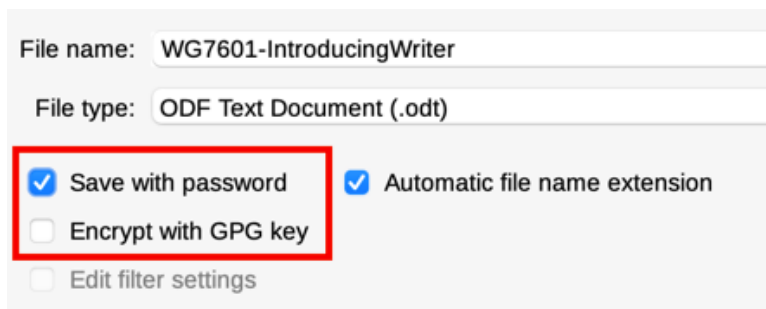 File name: WG7601-IntroducingWriter
File type: ODF Text Document (.odt)
Save with password Automatic file name extension
Encrypt with GPG key
Edit filter settings